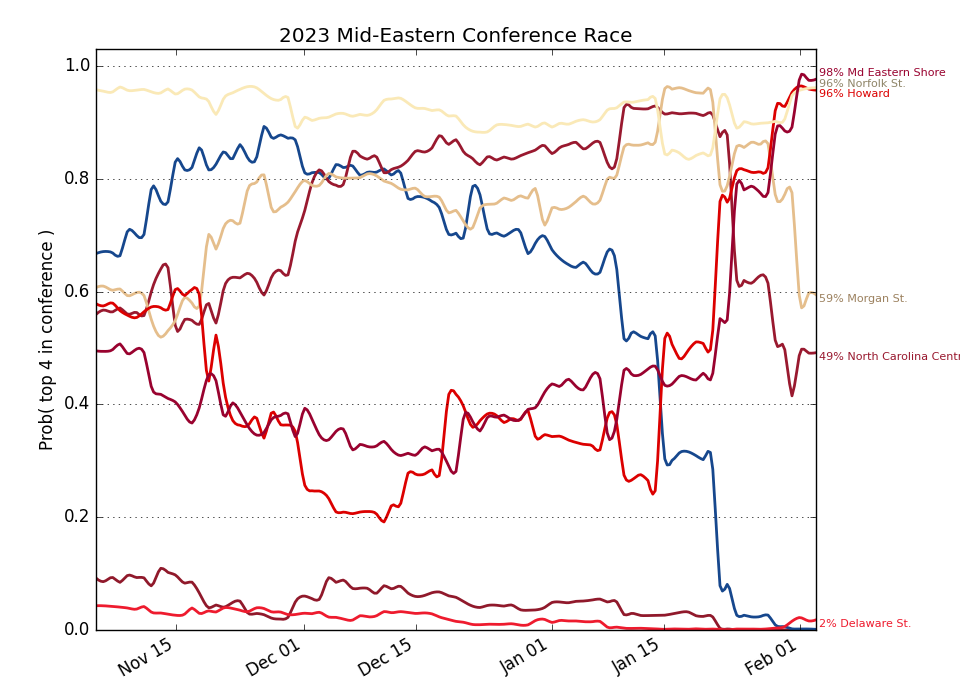 2023 Mid-Eastern Conference Race
Prob( top 4 in conference )
1.0
0.8
0.6
0.4
0.2
0.0
Nov 15
Dec 01
Dec 15
Jan 01
Jan 15
Feb 01
98% Md Eastern Shore
96% Norfolk St.
96% Howard
59% Morgan St.
49% North Carolina Centr
2% Delaware St.